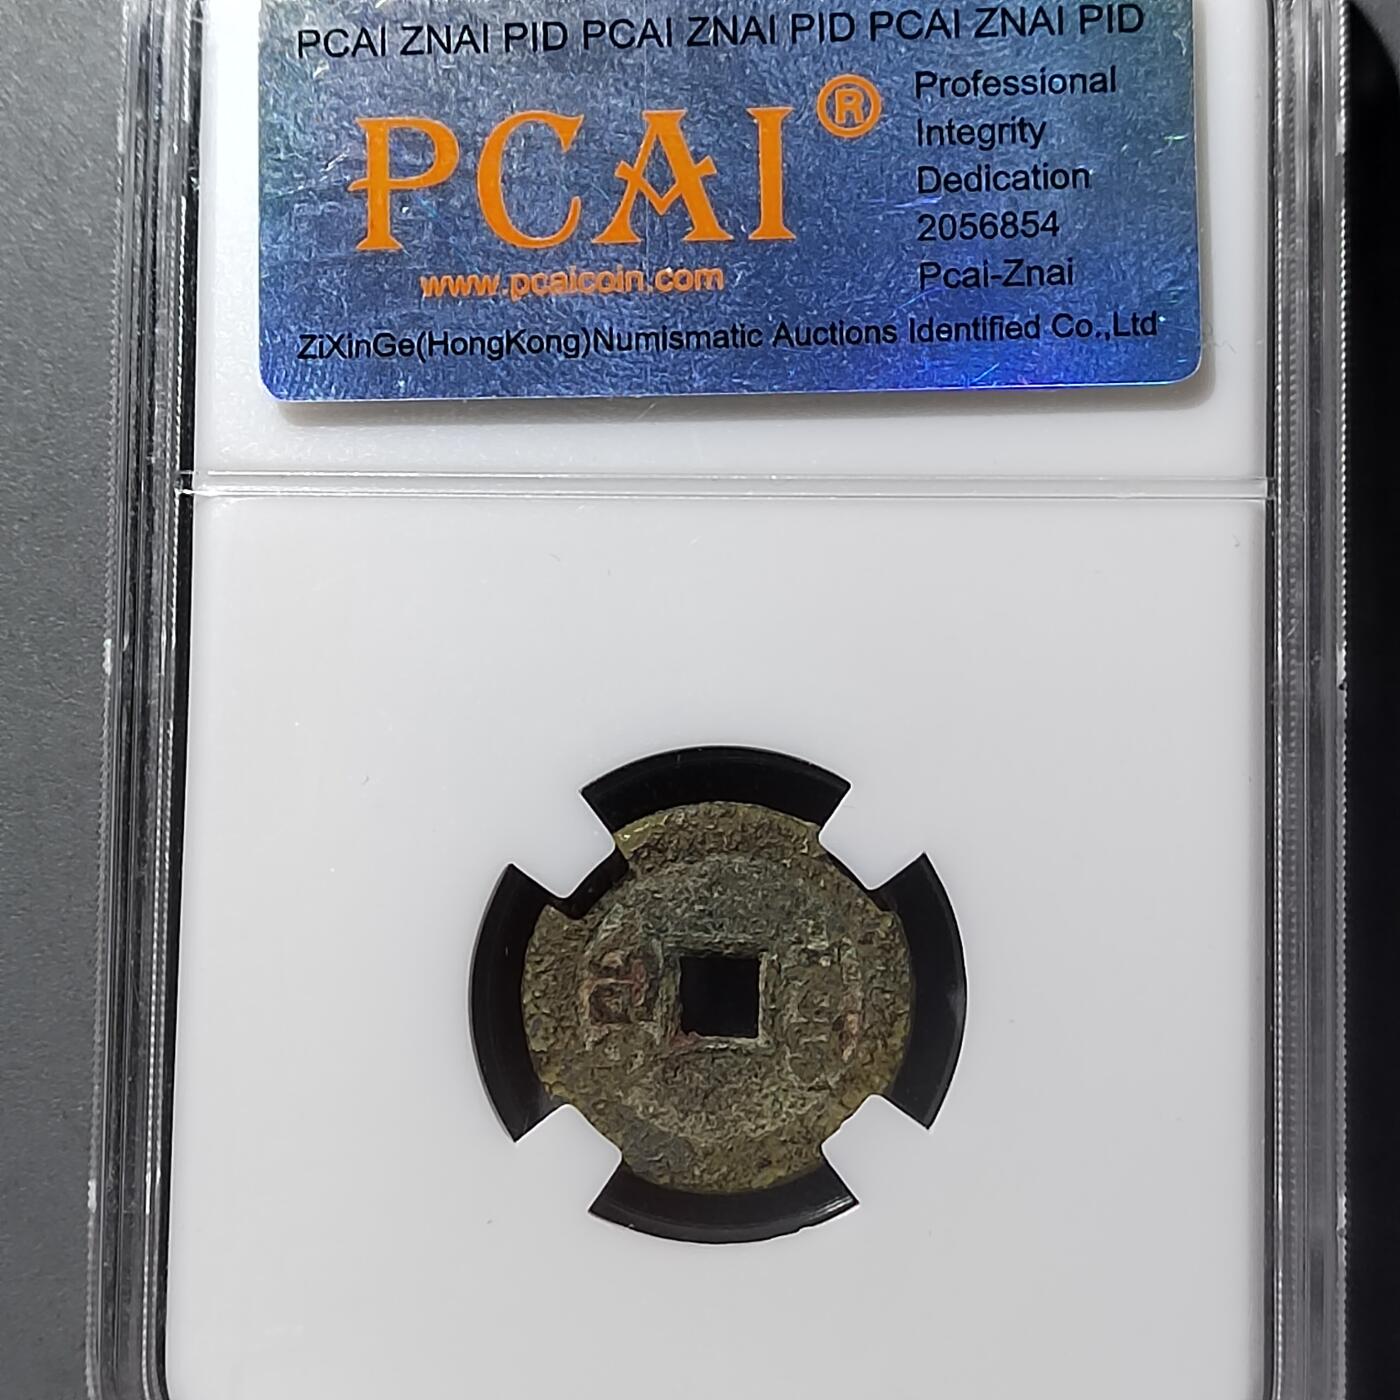 PCAI ZNAI PID PCAI ZNAI PID PCAI ZNAI PID
PCAI®
www.pcaicoin.com
Professional
Integrity
Dedication
2056854
Pcai-Znai
ZiXinGe(HongKong)Numismatic Auctions Identified Co.,Ltd